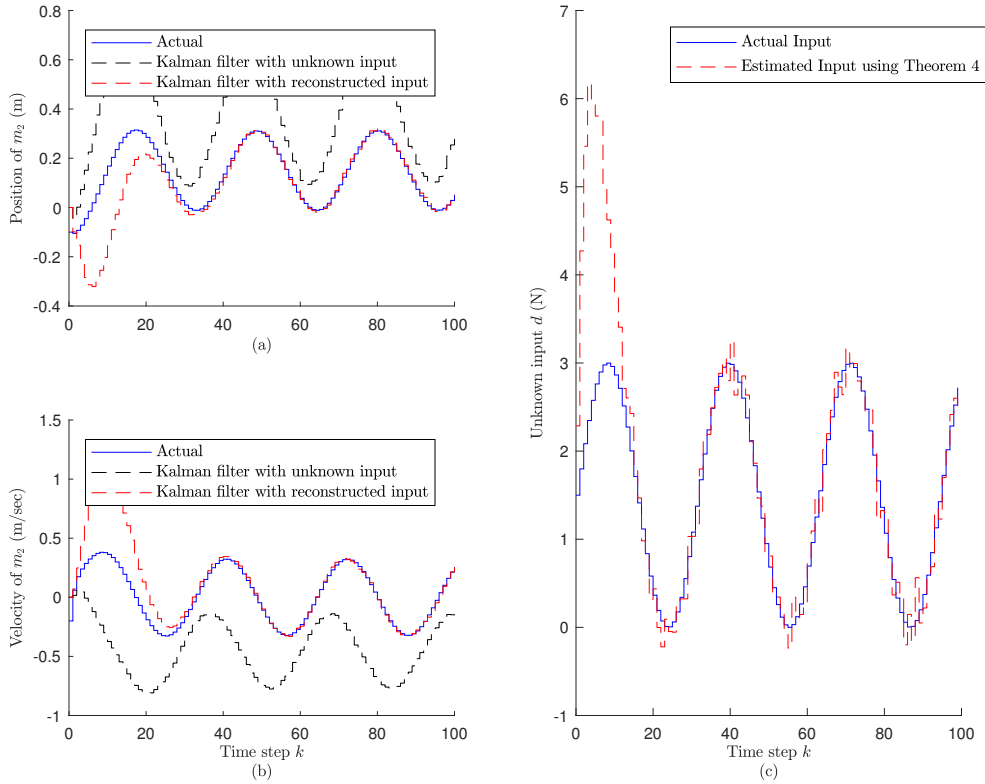 0.8
0.6
0.4
0.2
0
-0.2
-0.4
Position of m₂ (m)
Actual
Kalman filter with unknown input
Kalman filter with reconstructed input
0 20 40 60 80 100
(a)
1.5
1
0.5
0
-0.5
-1
Velocity of m₂ (m/sec)
Actual
Kalman filter with unknown input
Kalman filter with reconstructed input
0 20 40 60 80 100
Time step k
(b)
7
6
5
4
3
2
1
0
-1
Unknown input d (N)
Actual Input
Estimated Input using Theorem 4
0 20 40 60 80 100
Time step k
(c)